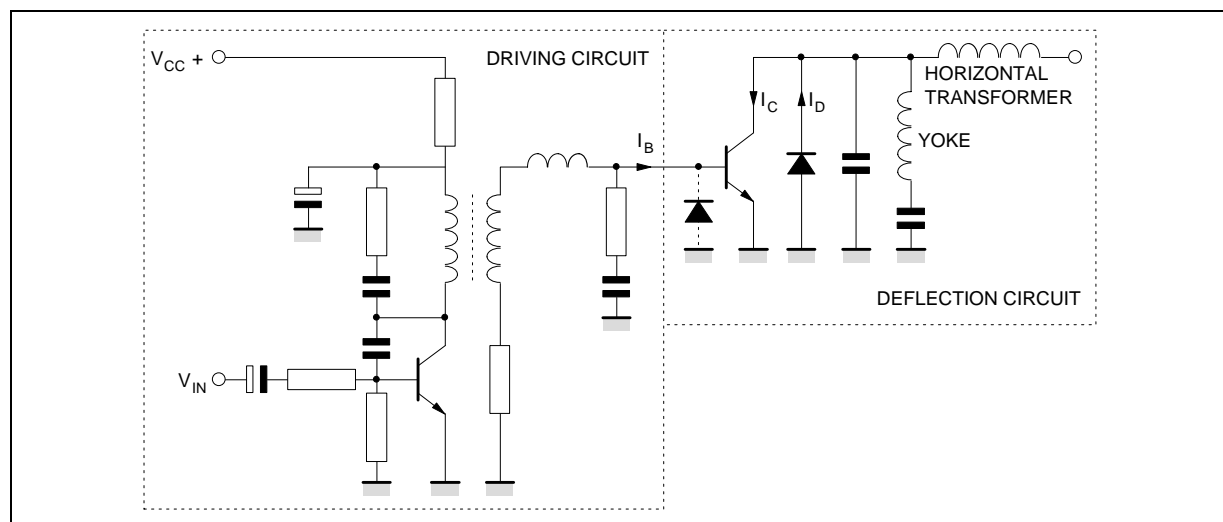 V_CC +
DRIVING CIRCUIT
I_C
I_D
HORIZONTAL
TRANSFORMER
I_B
YOKE
DEFLECTION CIRCUIT
V_IN